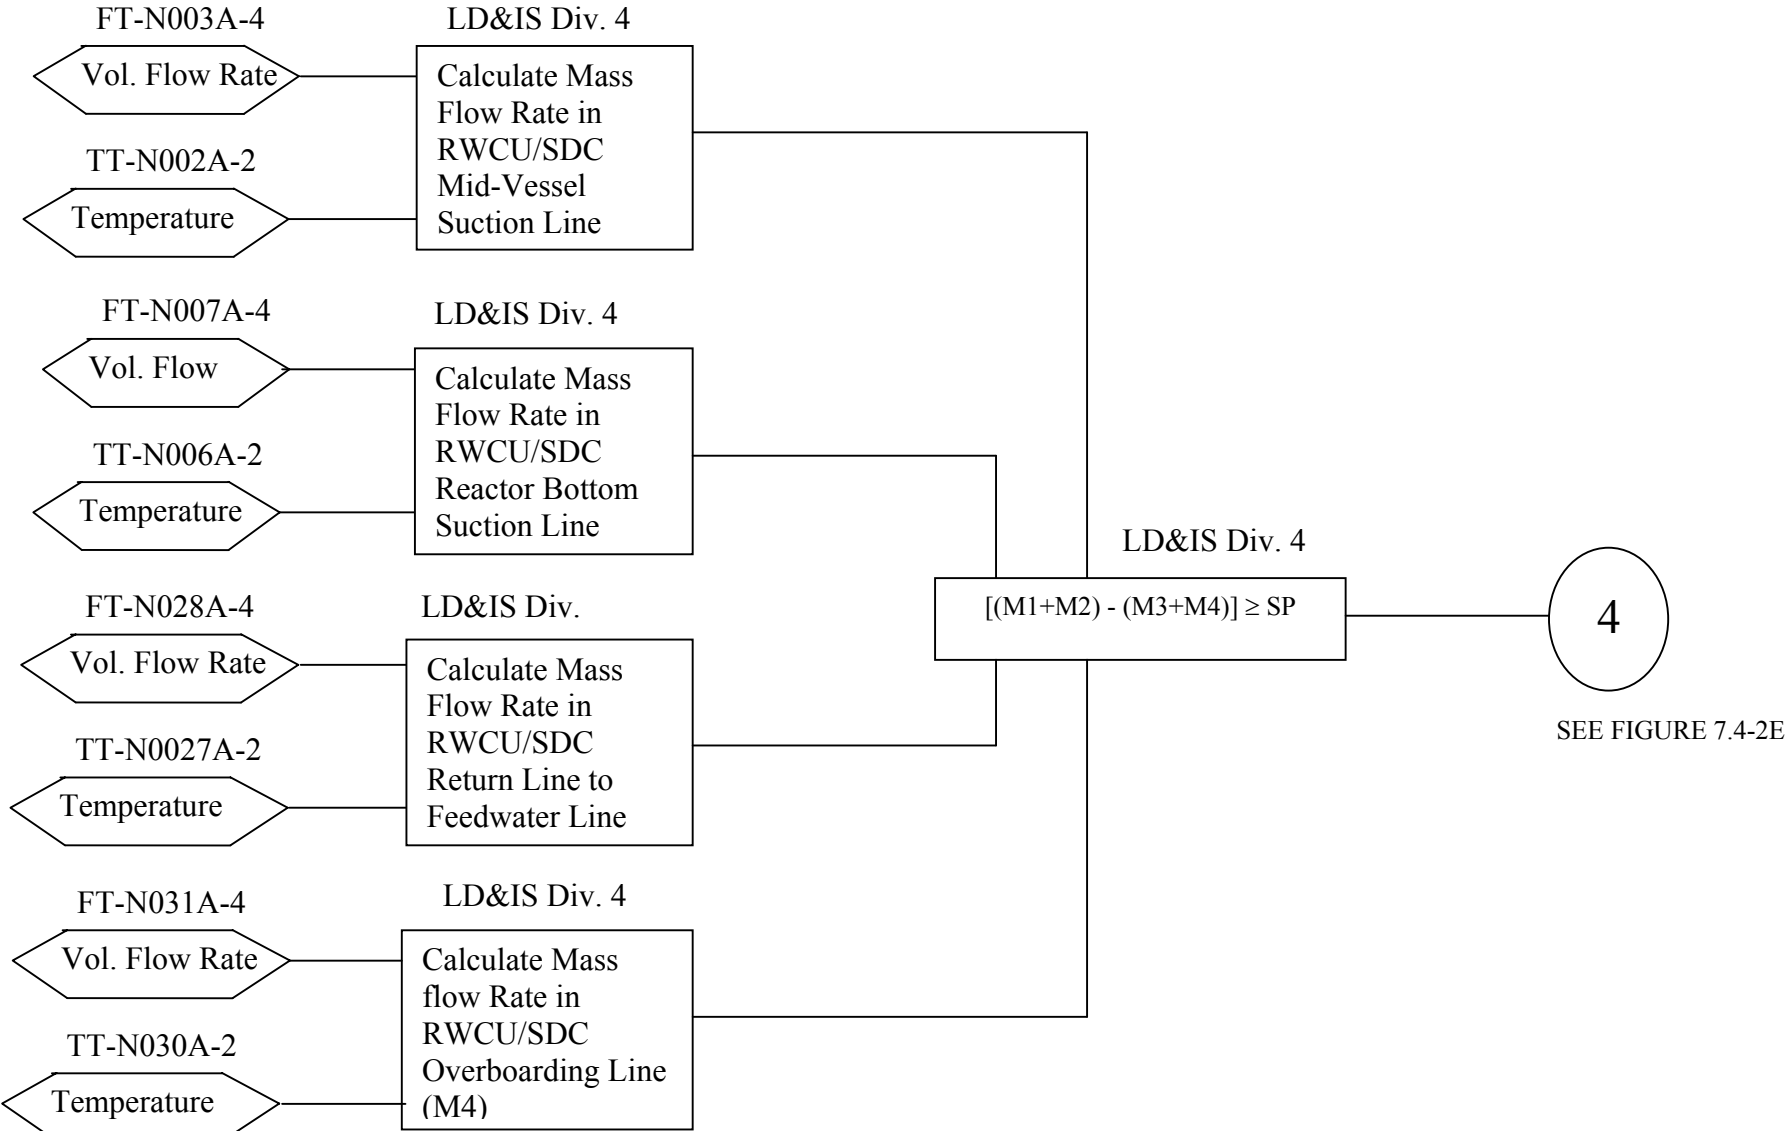 FT-N003A-4
LD&IS Div. 4
Vol. Flow Rate
Calculate Mass
Flow Rate in
RWCU/SDC
Mid-Vessel
Suction Line
TT-N002A-2
Temperature
FT-N007A-4
LD&IS Div. 4
Vol. Flow
Calculate Mass
Flow Rate in
RWCU/SDC
Reactor Bottom
Suction Line
TT-N006A-2
Temperature
LD&IS Div. 4
[(M1+M2) - (M3+M4)] ≥ SP
4
SEE FIGURE 7.4-2E
FT-N028A-4
LD&IS Div.
Vol. Flow Rate
Calculate Mass
Flow Rate in
RWCU/SDC
Return Line to
Feedwater Line
TT-N0027A-2
Temperature
FT-N031A-4
LD&IS Div. 4
Vol. Flow Rate
Calculate Mass
flow Rate in
RWCU/SDC
Overboarding Line
(M4)
TT-N030A-2
Temperature